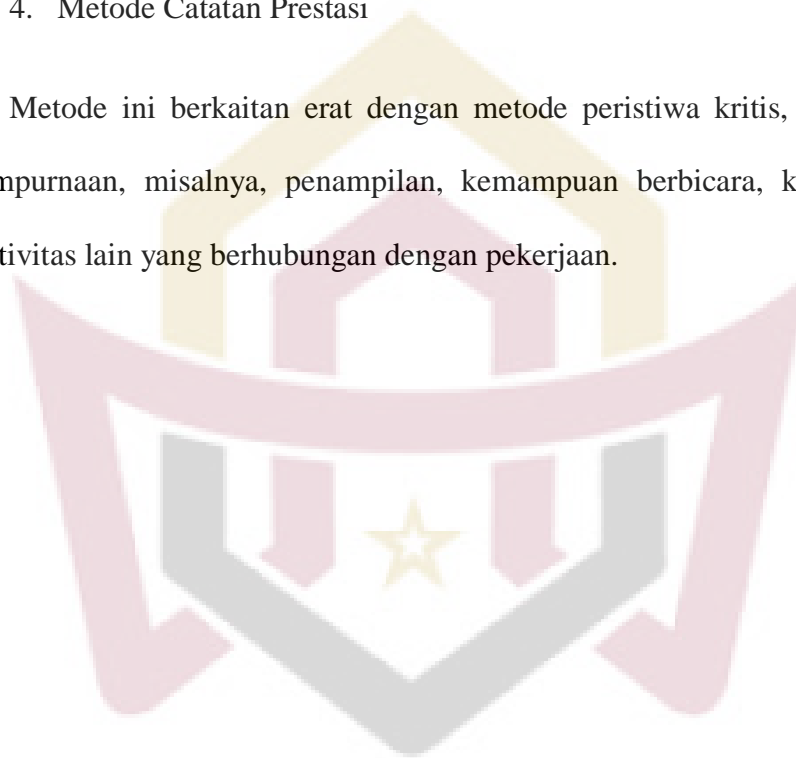 4. Metode Catatan Prestasi
Metode ini berkaitan erat dengan metode peristiwa kritis,
mpurnaan, misalnya, penampilan, kemampuan berbicara, k
tivitas lain yang berhubungan dengan pekerjaan.